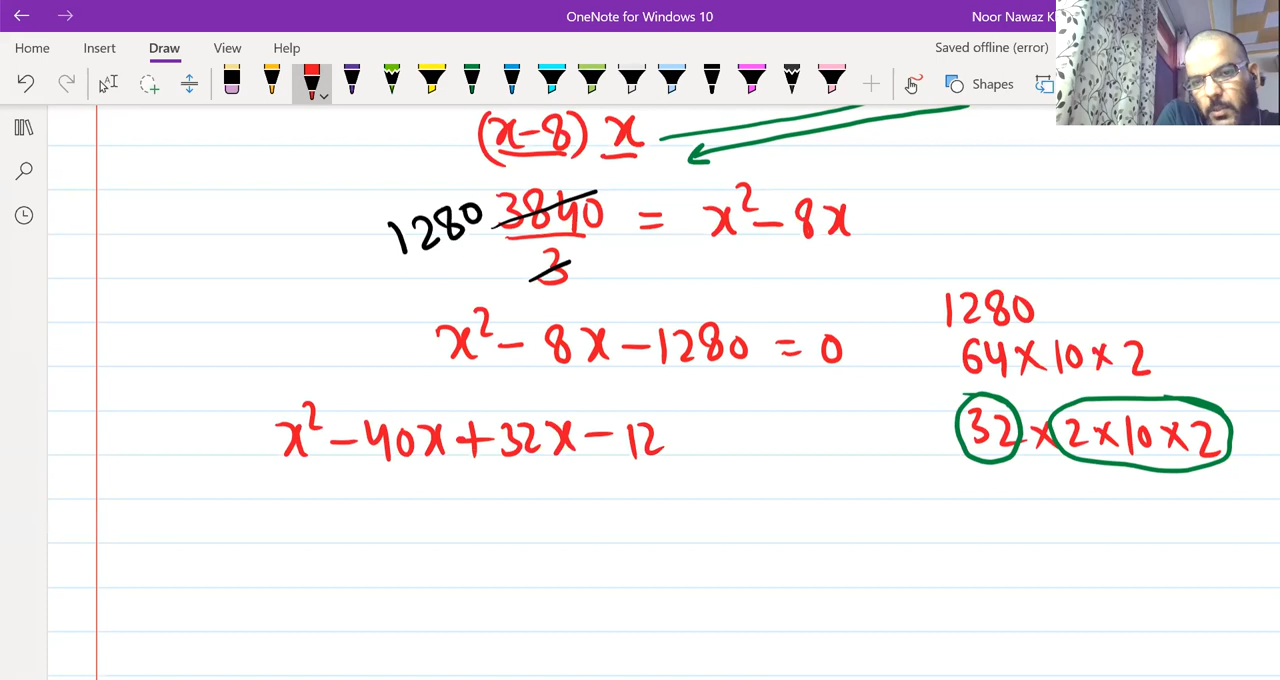 OneNote for Windows 10
Noor Nawaz K
Home Insert Draw View Help
Saved offline (error)
Shapes
(x-8) x
1280 3840/3 = x² - 8x
x² - 8x - 1280 = 0
1280
64 × 10 × 2
x² - 40x + 32x - 12
32 × 2 × 10 × 2